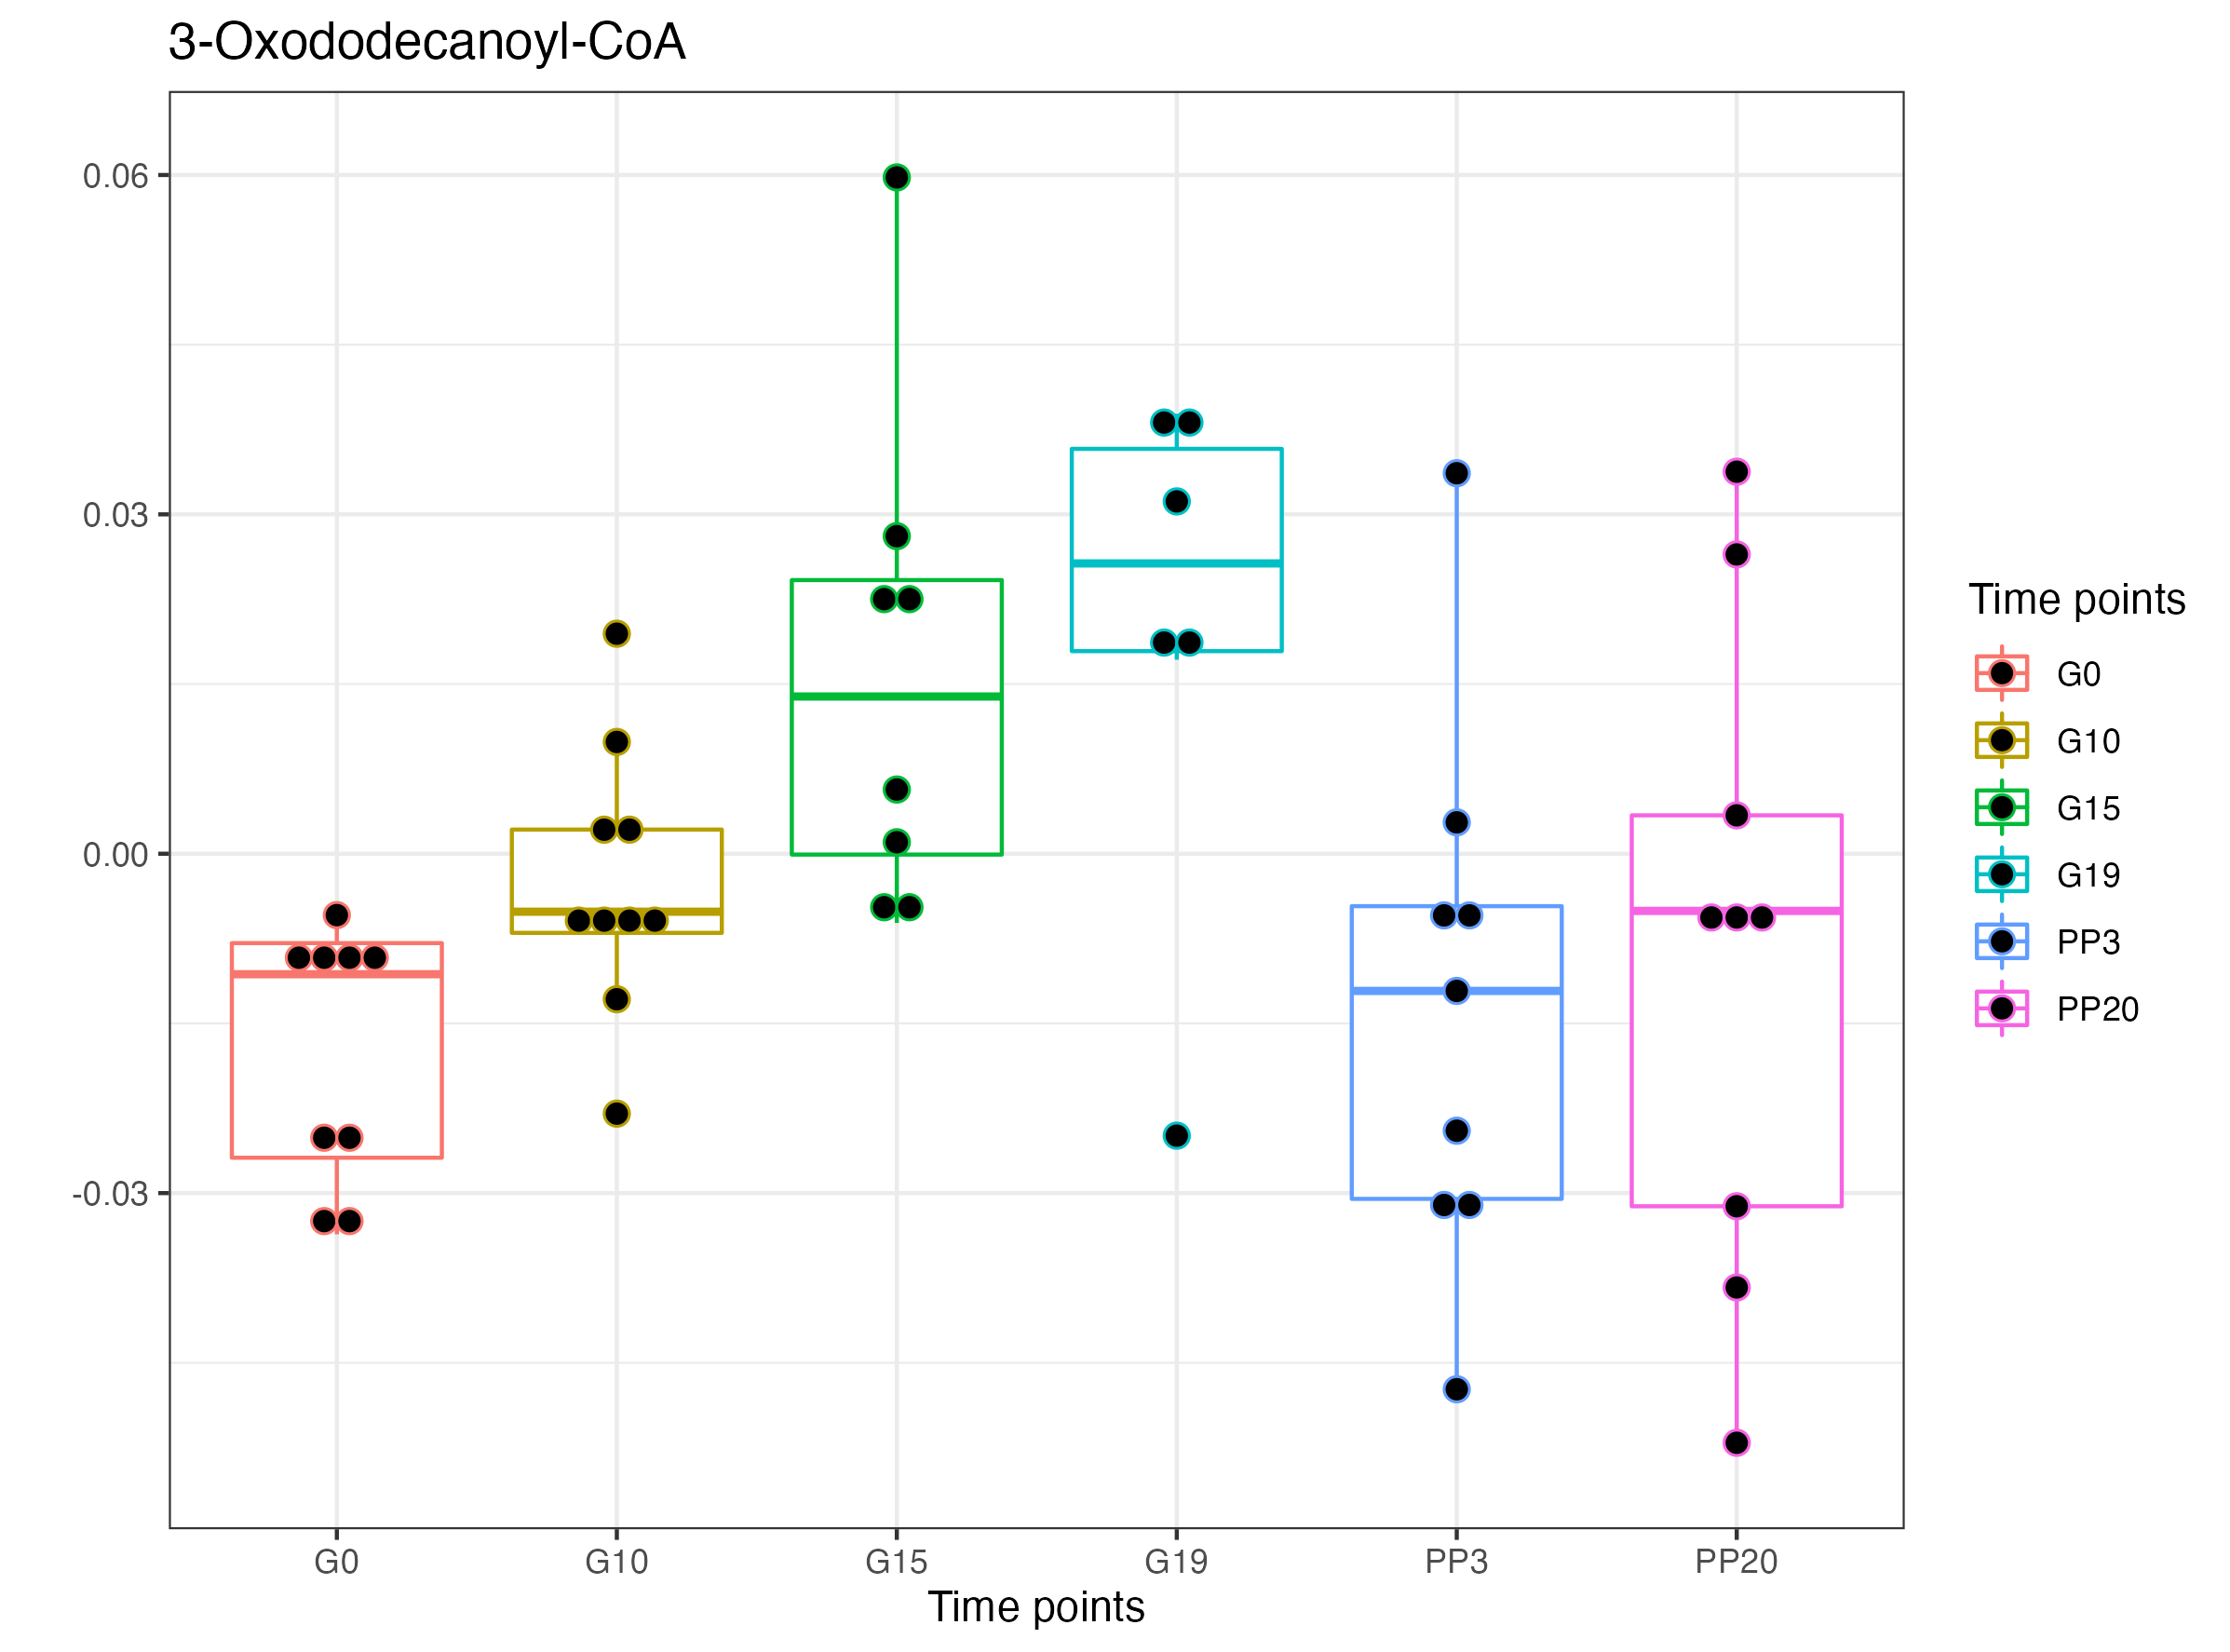 3-Oxododecanoyl-CoA
0.06
0.03
0.00
-0.03
G0
G10
G15
G19
PP3
PP20
Time points
Time points
G0
G10
G15
G19
PP3
PP20